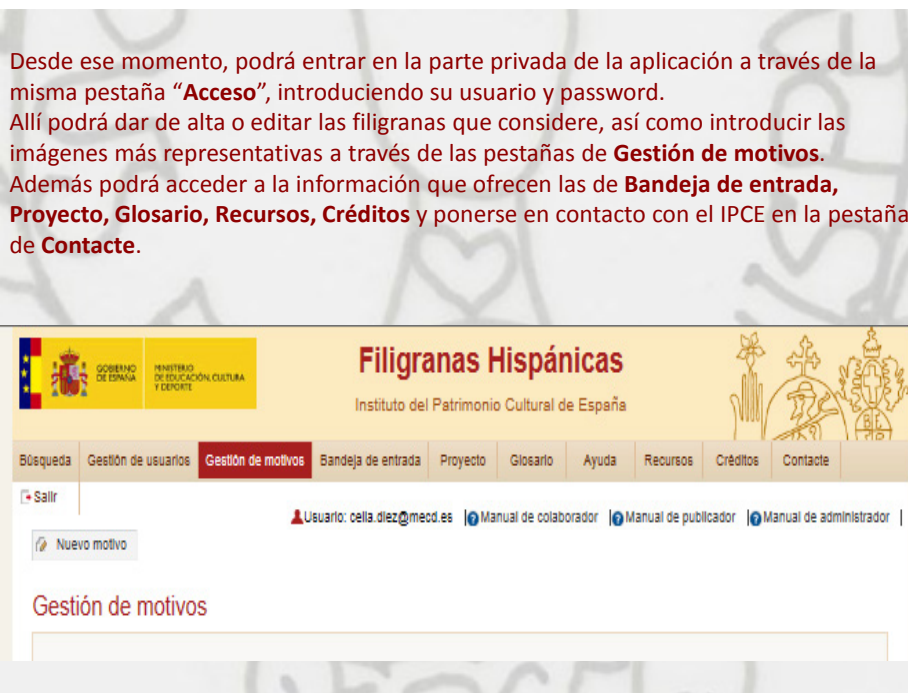 Desde ese momento, podrá entrar en la parte privada de la aplicación a través de la
misma pestaña “Acceso”, introduciendo su usuario y password.
Allí podrá dar de alta o editar las filigranas que considere, así como introducir las
imágenes más representativas a través de las pestañas de Gestión de motivos.
Además podrá acceder a la información que ofrecen las de Bandeja de entrada,
Proyecto, Glosario, Recursos, Créditos y ponerse en contacto con el IPCE en la pestaña
de Contacte.
GOBIERNO
DE ESPAÑA
MINISTERIO
DE EDUCACIÓN, CULTURA
Y DEPORTE
Filigranas Hispánicas
Instituto del Patrimonio Cultural de España
Búsqueda Gestión de usuarios Gestión de motivos Bandeja de entrada Proyecto Glosario Ayuda Recursos Créditos Contacte
Salir
Usuario: celia.diez@mecd.es Manual de colaborador Manual de publicador Manual de administrador
Nuevo motivo
Gestión de motivos